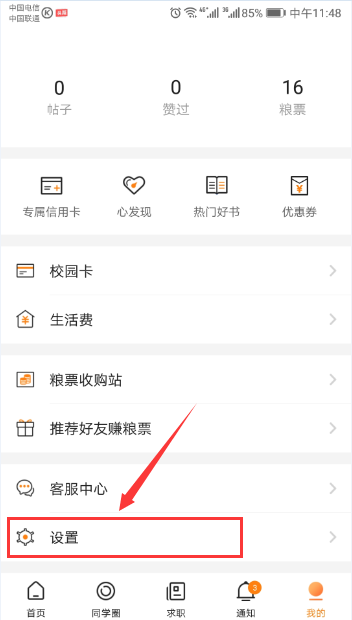 中国电信
中国联通
85% 中午11:48
0 0 16
帖子 赞过 粮票
专属信用卡 心发现 热门好书 优惠券
校园卡
生活费
粮票收购站
推荐好友赚粮票
客服中心
设置
3
首页 同学圈 求职 通知 我的